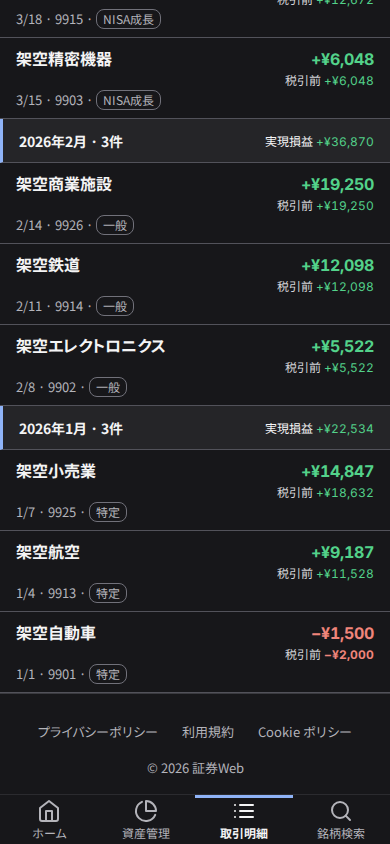 3/18・9915・NISA成長
架空精密機器 +¥6,048
税引前 +¥6,048
3/15・9903・NISA成長
2026年2月・3件 実現損益 +¥36,870
架空商業施設 +¥19,250
税引前 +¥19,250
2/14・9926・一般
架空鉄道 +¥12,098
税引前 +¥12,098
2/11・9914・一般
架空エレクトロニクス +¥5,522
税引前 +¥5,522
2/8・9902・一般
2026年1月・3件 実現損益 +¥22,534
架空小売業 +¥14,847
税引前 +¥18,632
1/7・9925・特定
架空航空 +¥9,187
税引前 +¥11,528
1/4・9913・特定
架空自動車 −¥1,500
税引前 −¥2,000
1/1・9901・特定
プライバシーポリシー 利用規約 Cookie ポリシー
© 2026 証券Web
ホーム 資産管理 取引明細 銘柄検索